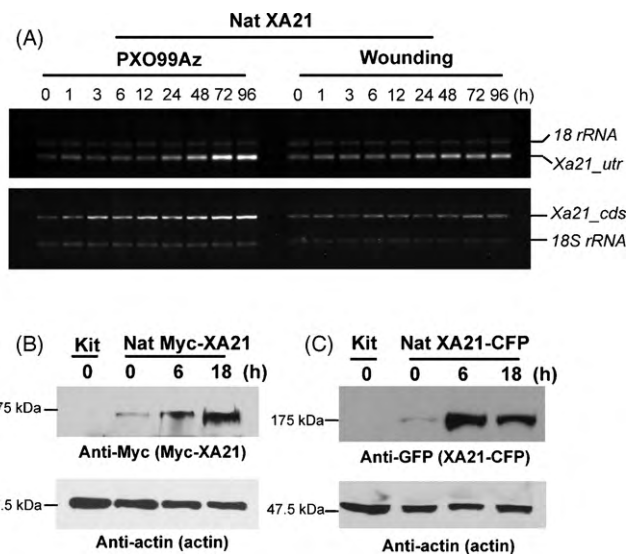 Nat XA21
(A)
PXO99Az Wounding
0 1 3 6 12 24 48 72 96 0 1 3 6 12 24 48 72 96 (h)
18 rRNA
Xa21_utr
Xa21_cds
18S rRNA
(B) Kit Nat Myc-XA21
0 0 6 18 (h)
75 kDa
Anti-Myc (Myc-XA21)
.5 kDa
Anti-actin (actin)
(C) Kit Nat XA21-CFP
0 0 6 18 (h)
175 kDa
Anti-GFP (XA21-CFP)
47.5 kDa
Anti-actin (actin)